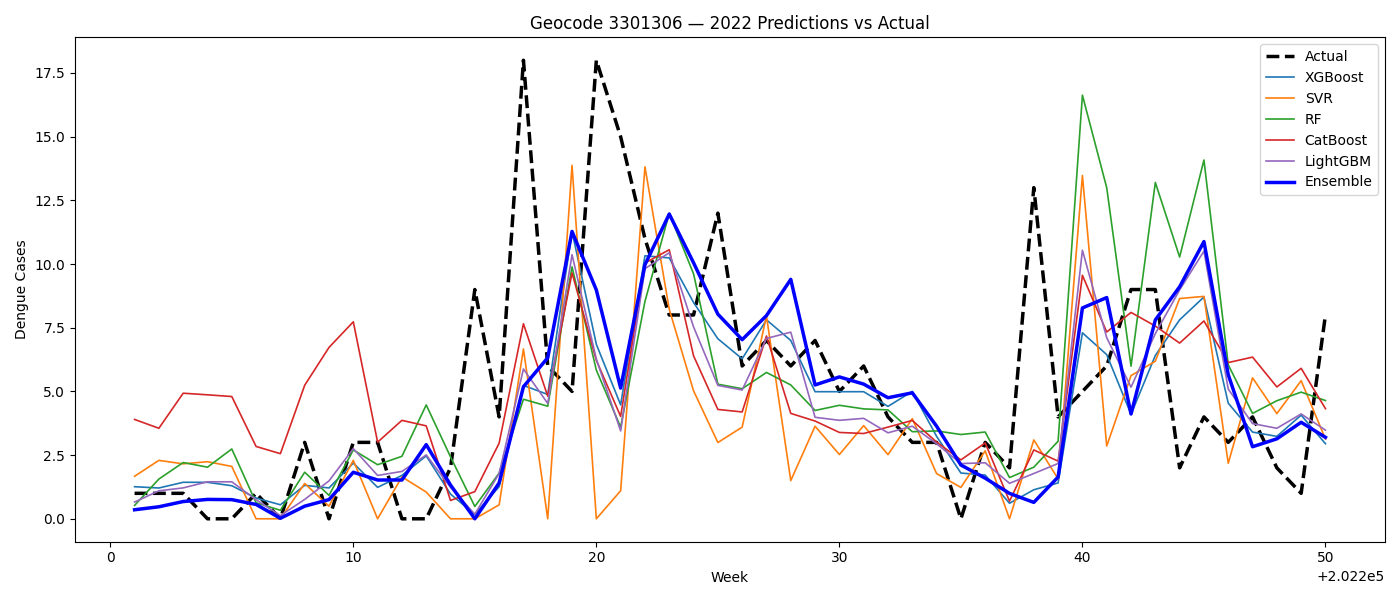 Geocode 3301306 — 2022 Predictions vs Actual
Dengue Cases
17.5
15.0
12.5
10.0
7.5
5.0
2.5
0.0
Actual
XGBoost
SVR
RF
CatBoost
LightGBM
Ensemble
0
10
20
30
40
50
Week
+2.022e5